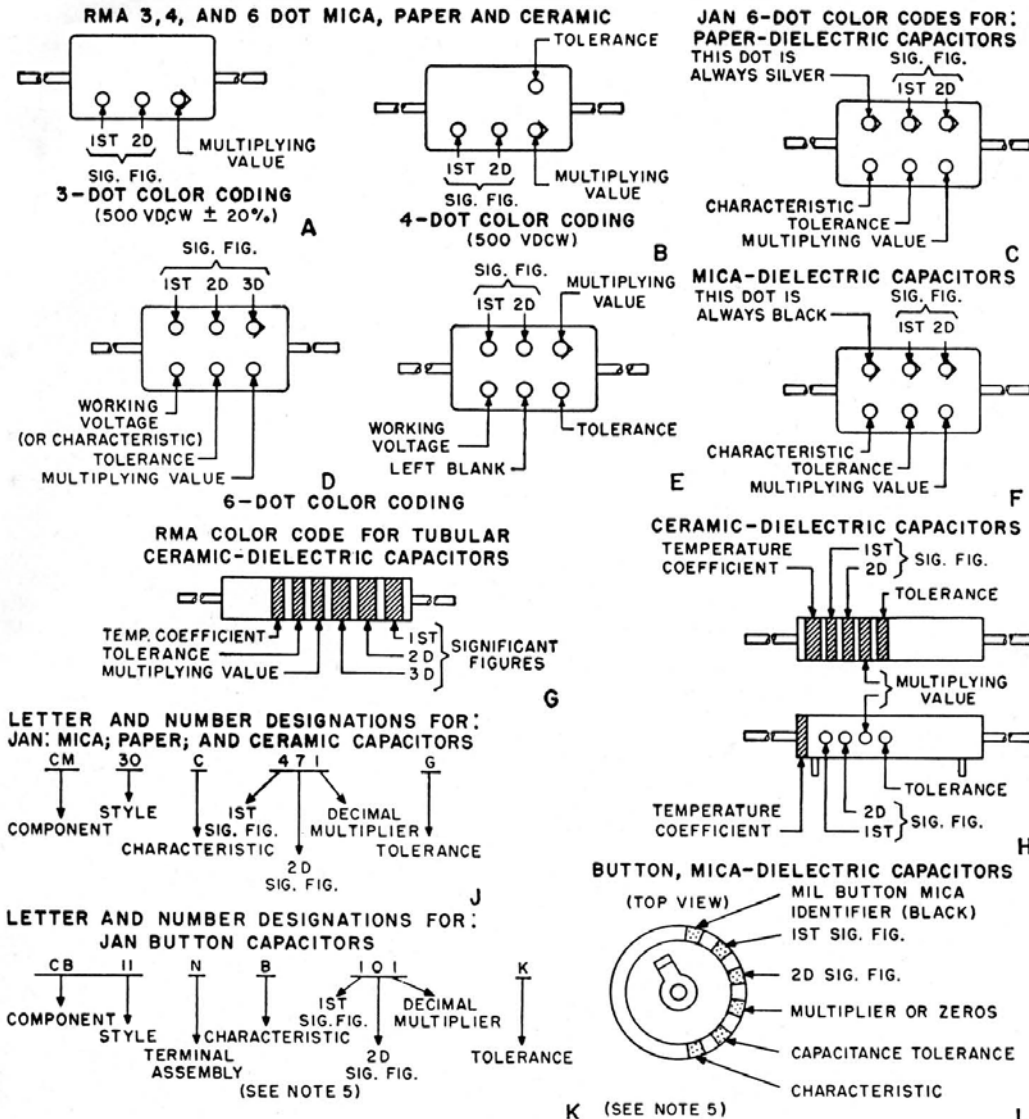 RMA 3,4, AND 6 DOT MICA, PAPER AND CERAMIC
1ST 2D
SIG. FIG.
MULTIPLYING
VALUE
3-DOT COLOR CODING
(500 VDCW ± 20%)
A
TOLERANCE
1ST 2D
SIG. FIG.
MULTIPLYING
VALUE
4-DOT COLOR CODING
(500 VDCW)
B
JAN 6-DOT COLOR CODES FOR:
PAPER-DIELECTRIC CAPACITORS
THIS DOT IS
ALWAYS SILVER
SIG. FIG.
1ST 2D
CHARACTERISTIC
TOLERANCE
MULTIPLYING VALUE
C
SIG. FIG.
1ST 2D 3D
WORKING
VOLTAGE
(OR CHARACTERISTIC)
TOLERANCE
MULTIPLYING VALUE
D
SIG. FIG.
1ST 2D
MULTIPLYING
VALUE
WORKING
VOLTAGE
LEFT BLANK
TOLERANCE
E
6-DOT COLOR CODING
MICA-DIELECTRIC CAPACITORS
THIS DOT IS
ALWAYS BLACK
SIG. FIG.
1ST 2D
CHARACTERISTIC
TOLERANCE
MULTIPLYING VALUE
F
RMA COLOR CODE FOR TUBULAR
CERAMIC-DIELECTRIC CAPACITORS
TEMP. COEFFICIENT
TOLERANCE
MULTIPLYING VALUE
1ST
2D
3D
SIGNIFICANT
FIGURES
G
CERAMIC-DIELECTRIC CAPACITORS
TEMPERATURE
COEFFICIENT
1ST
2D
SIG. FIG.
TOLERANCE
MULTIPLYING
VALUE
TOLERANCE
TEMPERATURE
COEFFICIENT
2D
1ST
SIG. FIG.
H
LETTER AND NUMBER DESIGNATIONS FOR:
JAN: MICA; PAPER; AND CERAMIC CAPACITORS
CM 30 C 471 G
COMPONENT
STYLE
CHARACTERISTIC
1ST
SIG. FIG.
2D
SIG. FIG.
DECIMAL
MULTIPLIER
TOLERANCE
J
LETTER AND NUMBER DESIGNATIONS FOR:
JAN BUTTON CAPACITORS
CB 11 N B 101 K
COMPONENT
STYLE
TERMINAL
ASSEMBLY
CHARACTERISTIC
1ST
SIG. FIG.
2D
SIG. FIG.
DECIMAL
MULTIPLIER
TOLERANCE
(SEE NOTE 5)
K
BUTTON, MICA-DIELECTRIC CAPACITORS
(TOP VIEW)
MIL BUTTON MICA
IDENTIFIER (BLACK)
1ST SIG. FIG.
2D SIG. FIG.
MULTIPLIER OR ZEROS
CAPACITANCE TOLERANCE
CHARACTERISTIC
(SEE NOTE 5)